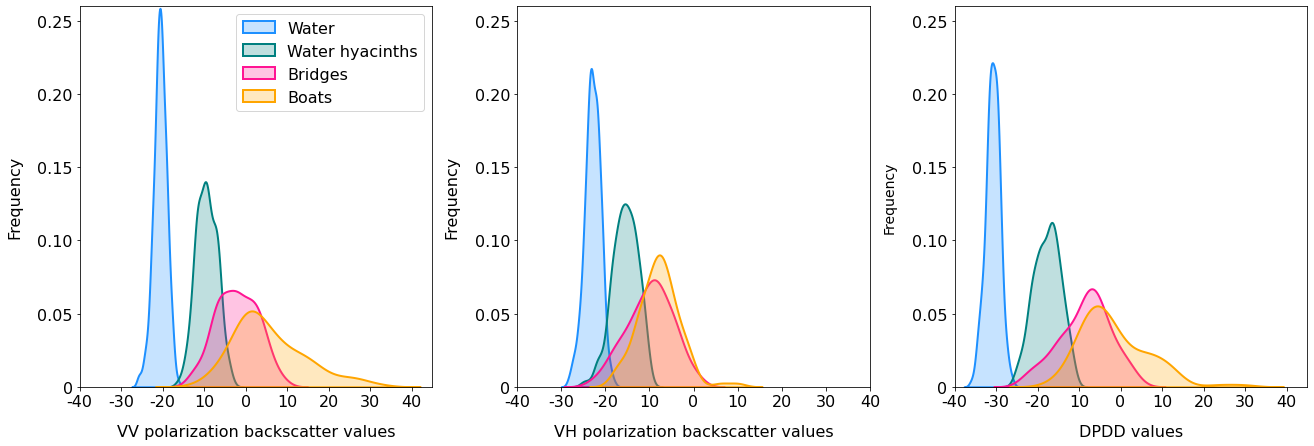 0.25
0.20
0.15
0.10
0.05
0
Frequency
-40 -30 -20 10 0 10 20 30 40
VV polarization backscatter values
Water
Water hyacinths
Bridges
Boats
0.25
0.20
0.15
0.10
0.05
0
Frequency
-40 -30 -20 10 0 10 20 30 40
VH polarization backscatter values
0.25
0.20
0.15
0.10
0.05
0
Frequency
-40 -30 -20 10 0 10 20 30 40
DPDD values